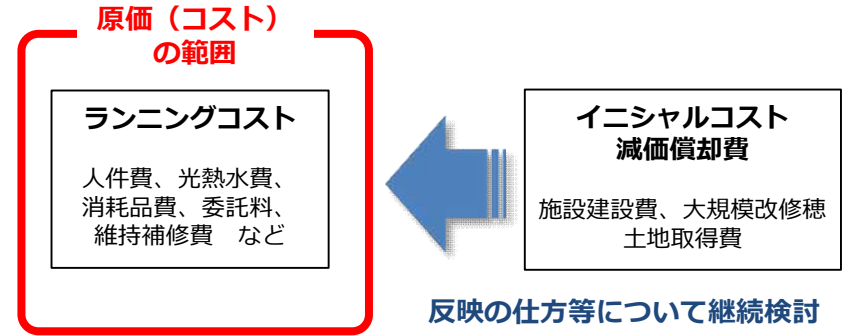 原価（コスト）
の範囲
ランニングコスト
人件費、光熱水費、
消耗品費、委託料、
維持補修費　など
イニシャルコスト
減価償却費
施設建設費、大規模改修穂
土地取得費
反映の仕方等について継続検討